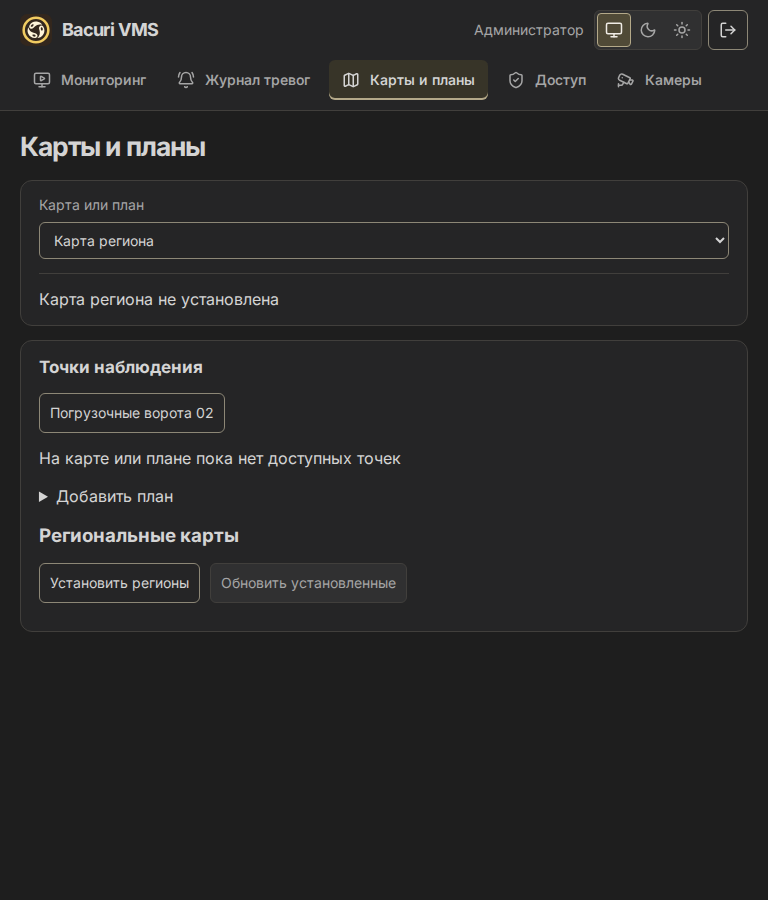 Bacuri VMS
Администратор
Мониторинг
Журнал тревог
Карты и планы
Доступ
Камеры
Карты и планы
Карта или план
Карта региона
Карта региона не установлена
Точки наблюдения
Погрузочные ворота 02
На карте или плане пока нет доступных точек
Добавить план
Региональные карты
Установить регионы
Обновить установленные